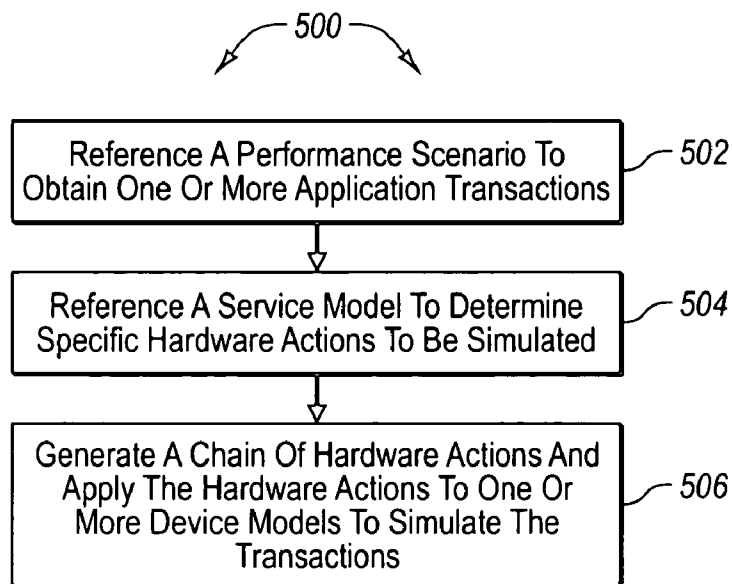 500
Reference A Performance Scenario To
Obtain One Or More Application Transactions
502
Reference A Service Model To Determine
Specific Hardware Actions To Be Simulated
504
Generate A Chain Of Hardware Actions And
Apply The Hardware Actions To One Or
More Device Models To Simulate The
Transactions
506